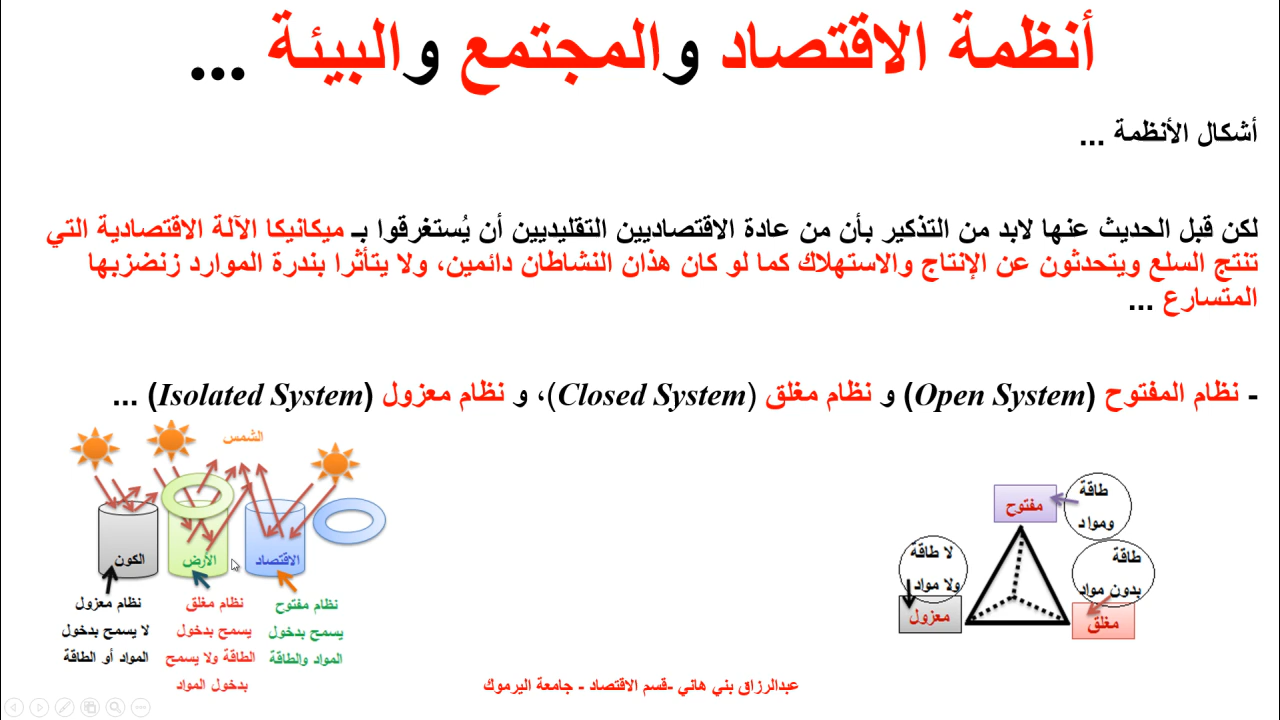 أنظمة الاقتصاد والمجتمع والبيئة ...
أشكال الأنظمة ...
لكن قبل الحديث عنها لابد من التذكير بأن من عادة الاقتصاديين التقليديين أن يُستغرقوا بـ ميكانيكا الآلة الاقتصادية التي
تنتج السلع ويتحدثون عن الإنتاج والاستهلاك كما لو كان هذان النشاطان دائمين، ولا يتأثرا بندرة الموارد زنضزبها
المتسارع ...
- نظام المفتوح (Open System) و نظام مغلق (Closed System)، و نظام معزول (Isolated System) ...
طاقة
ومواد
مفتوح
طاقة
بدون مواد
مغلق
لا طاقة
ولا مواد
معزول
الشمس
الاقتصاد
الأرض
الكون
نظام مفتوح
يسمح بدخول
المواد والطاقة
نظام مغلق
يسمح بدخول
الطاقة ولا يسمح
بدخول المواد
نظام معزول
لا يسمح بدخول
المواد أو الطاقة
عبدالرزاق بني هاني -قسم الاقتصاد - جامعة اليرموك